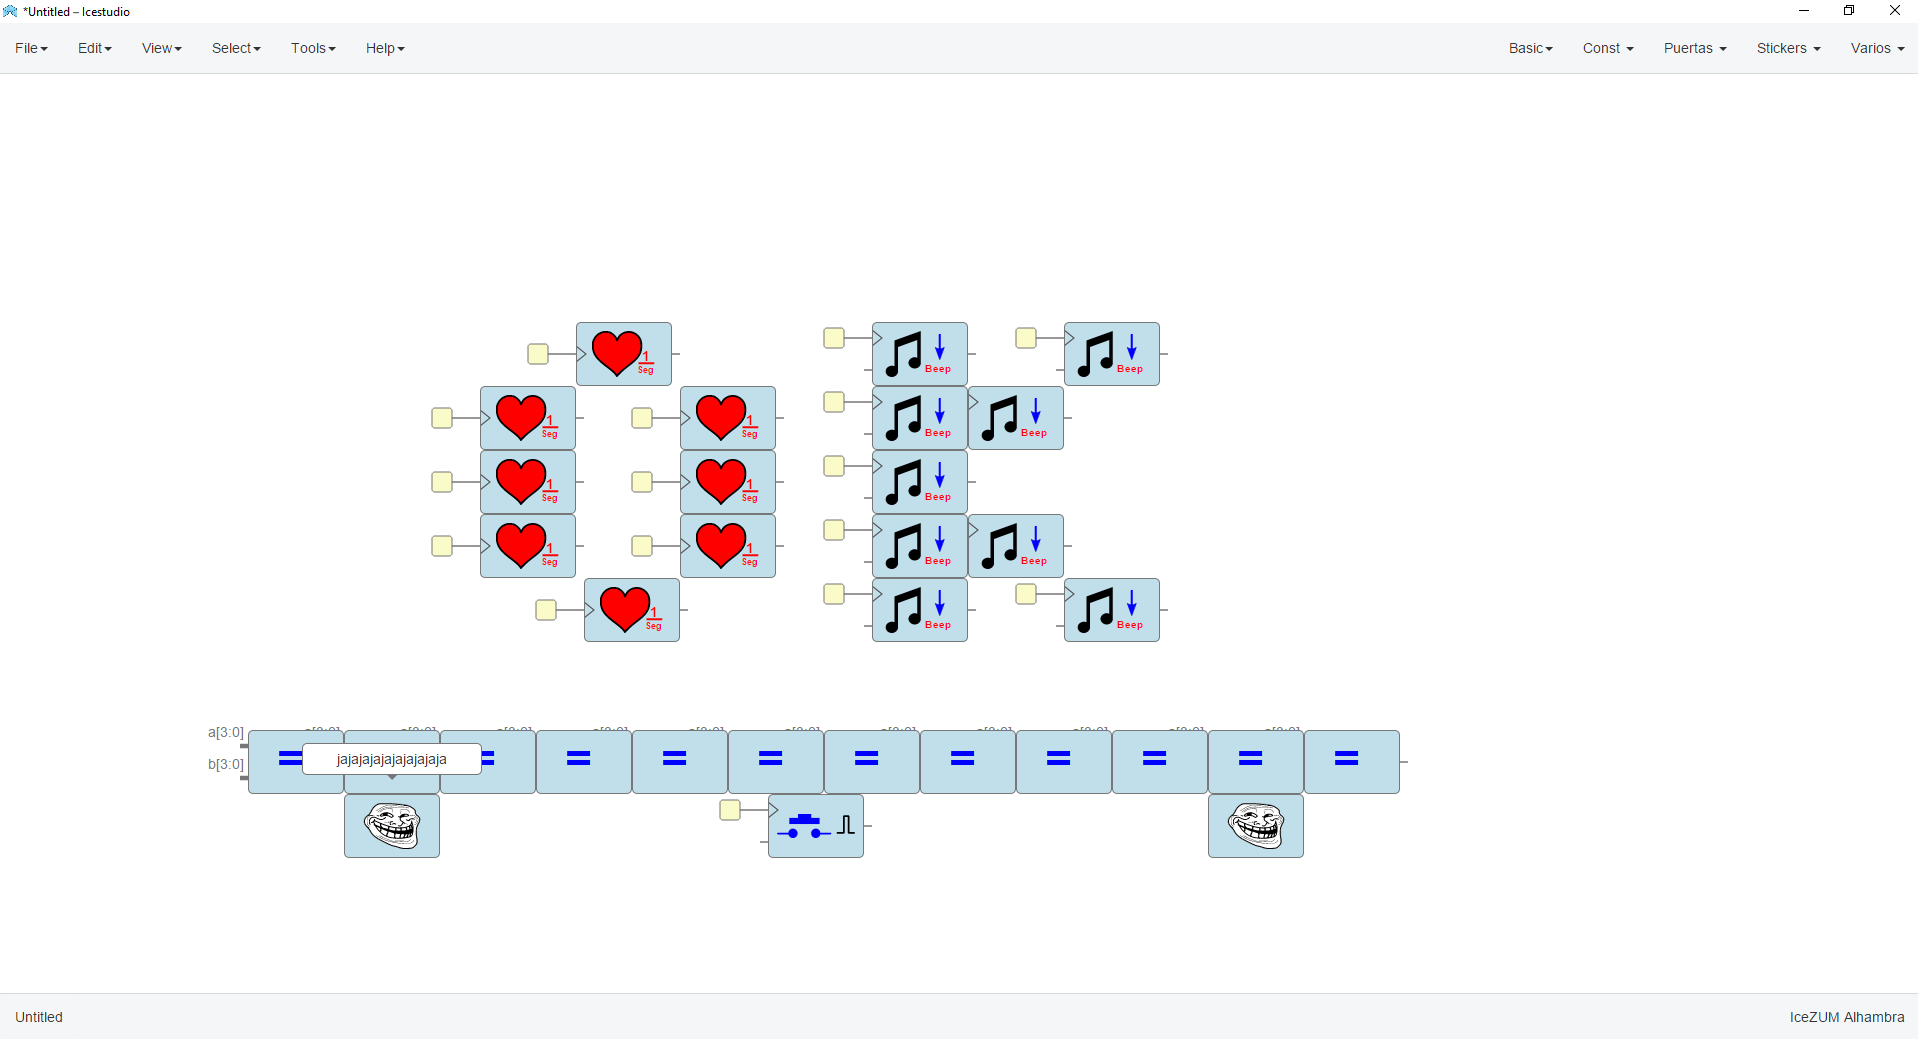 *Untitled – Icestudio
File Edit View Select Tools Help Basic Const Puertas Stickers Varios
1 Seg Beep Beep
1 Seg 1 Seg Beep Beep
1 Seg 1 Seg Beep
1 Seg 1 Seg Beep Beep
1 Seg Beep Beep
a[3:0]
b[3:0]
jajajajajajajajajaja
Untitled IceZUM Alhambra